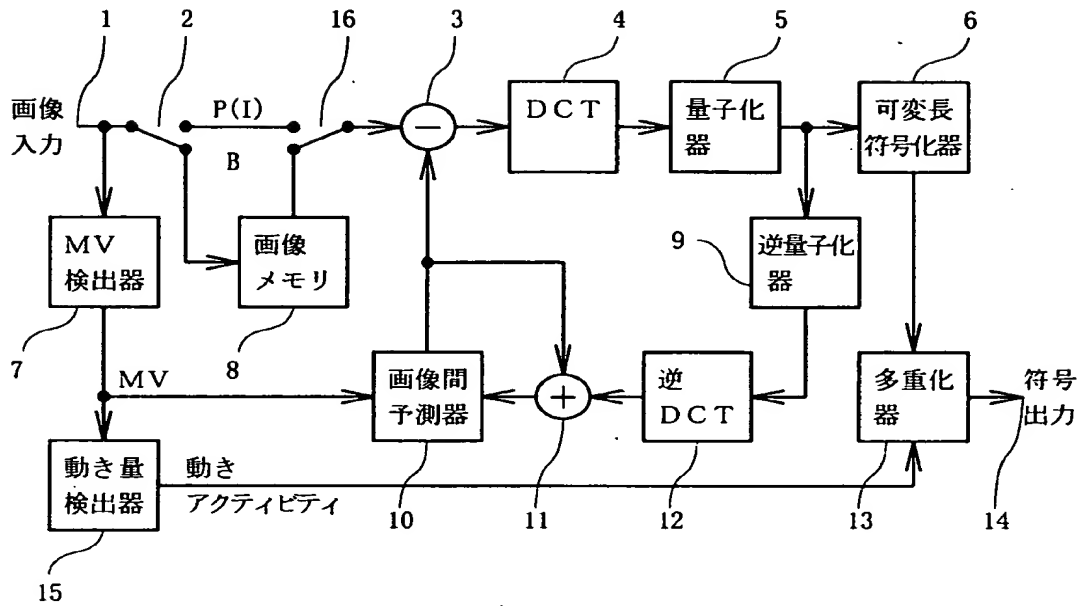 1
2
16
3
4
5
6
画像
入力
P(I)
B
－
DCT
量子化
器
可変長
符号化器
MV
検出器
画像
メモリ
9
逆量子化
器
7
8
MV
画像間
予測器
＋
逆
DCT
多重化
器
符号
出力
動き量
検出器
動き
アクティビティ
10
11
12
13
14
15